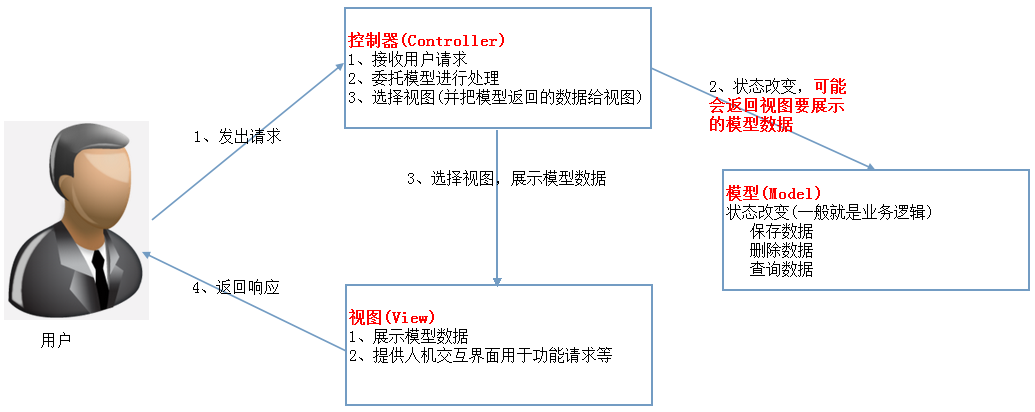 控制器(Controller)
1、接收用户请求
2、委托模型进行处理
3、选择视图(并把模型返回的数据给视图)
2、状态改变，可能
会返回视图要展示
的模型数据
1、发出请求
3、选择视图，展示模型数据
模型(Model)
状态改变(一般就是业务逻辑)
保存数据
删除数据
查询数据
4、返回响应
用户
视图(View)
1、展示模型数据
2、提供人机交互界面用于功能请求等